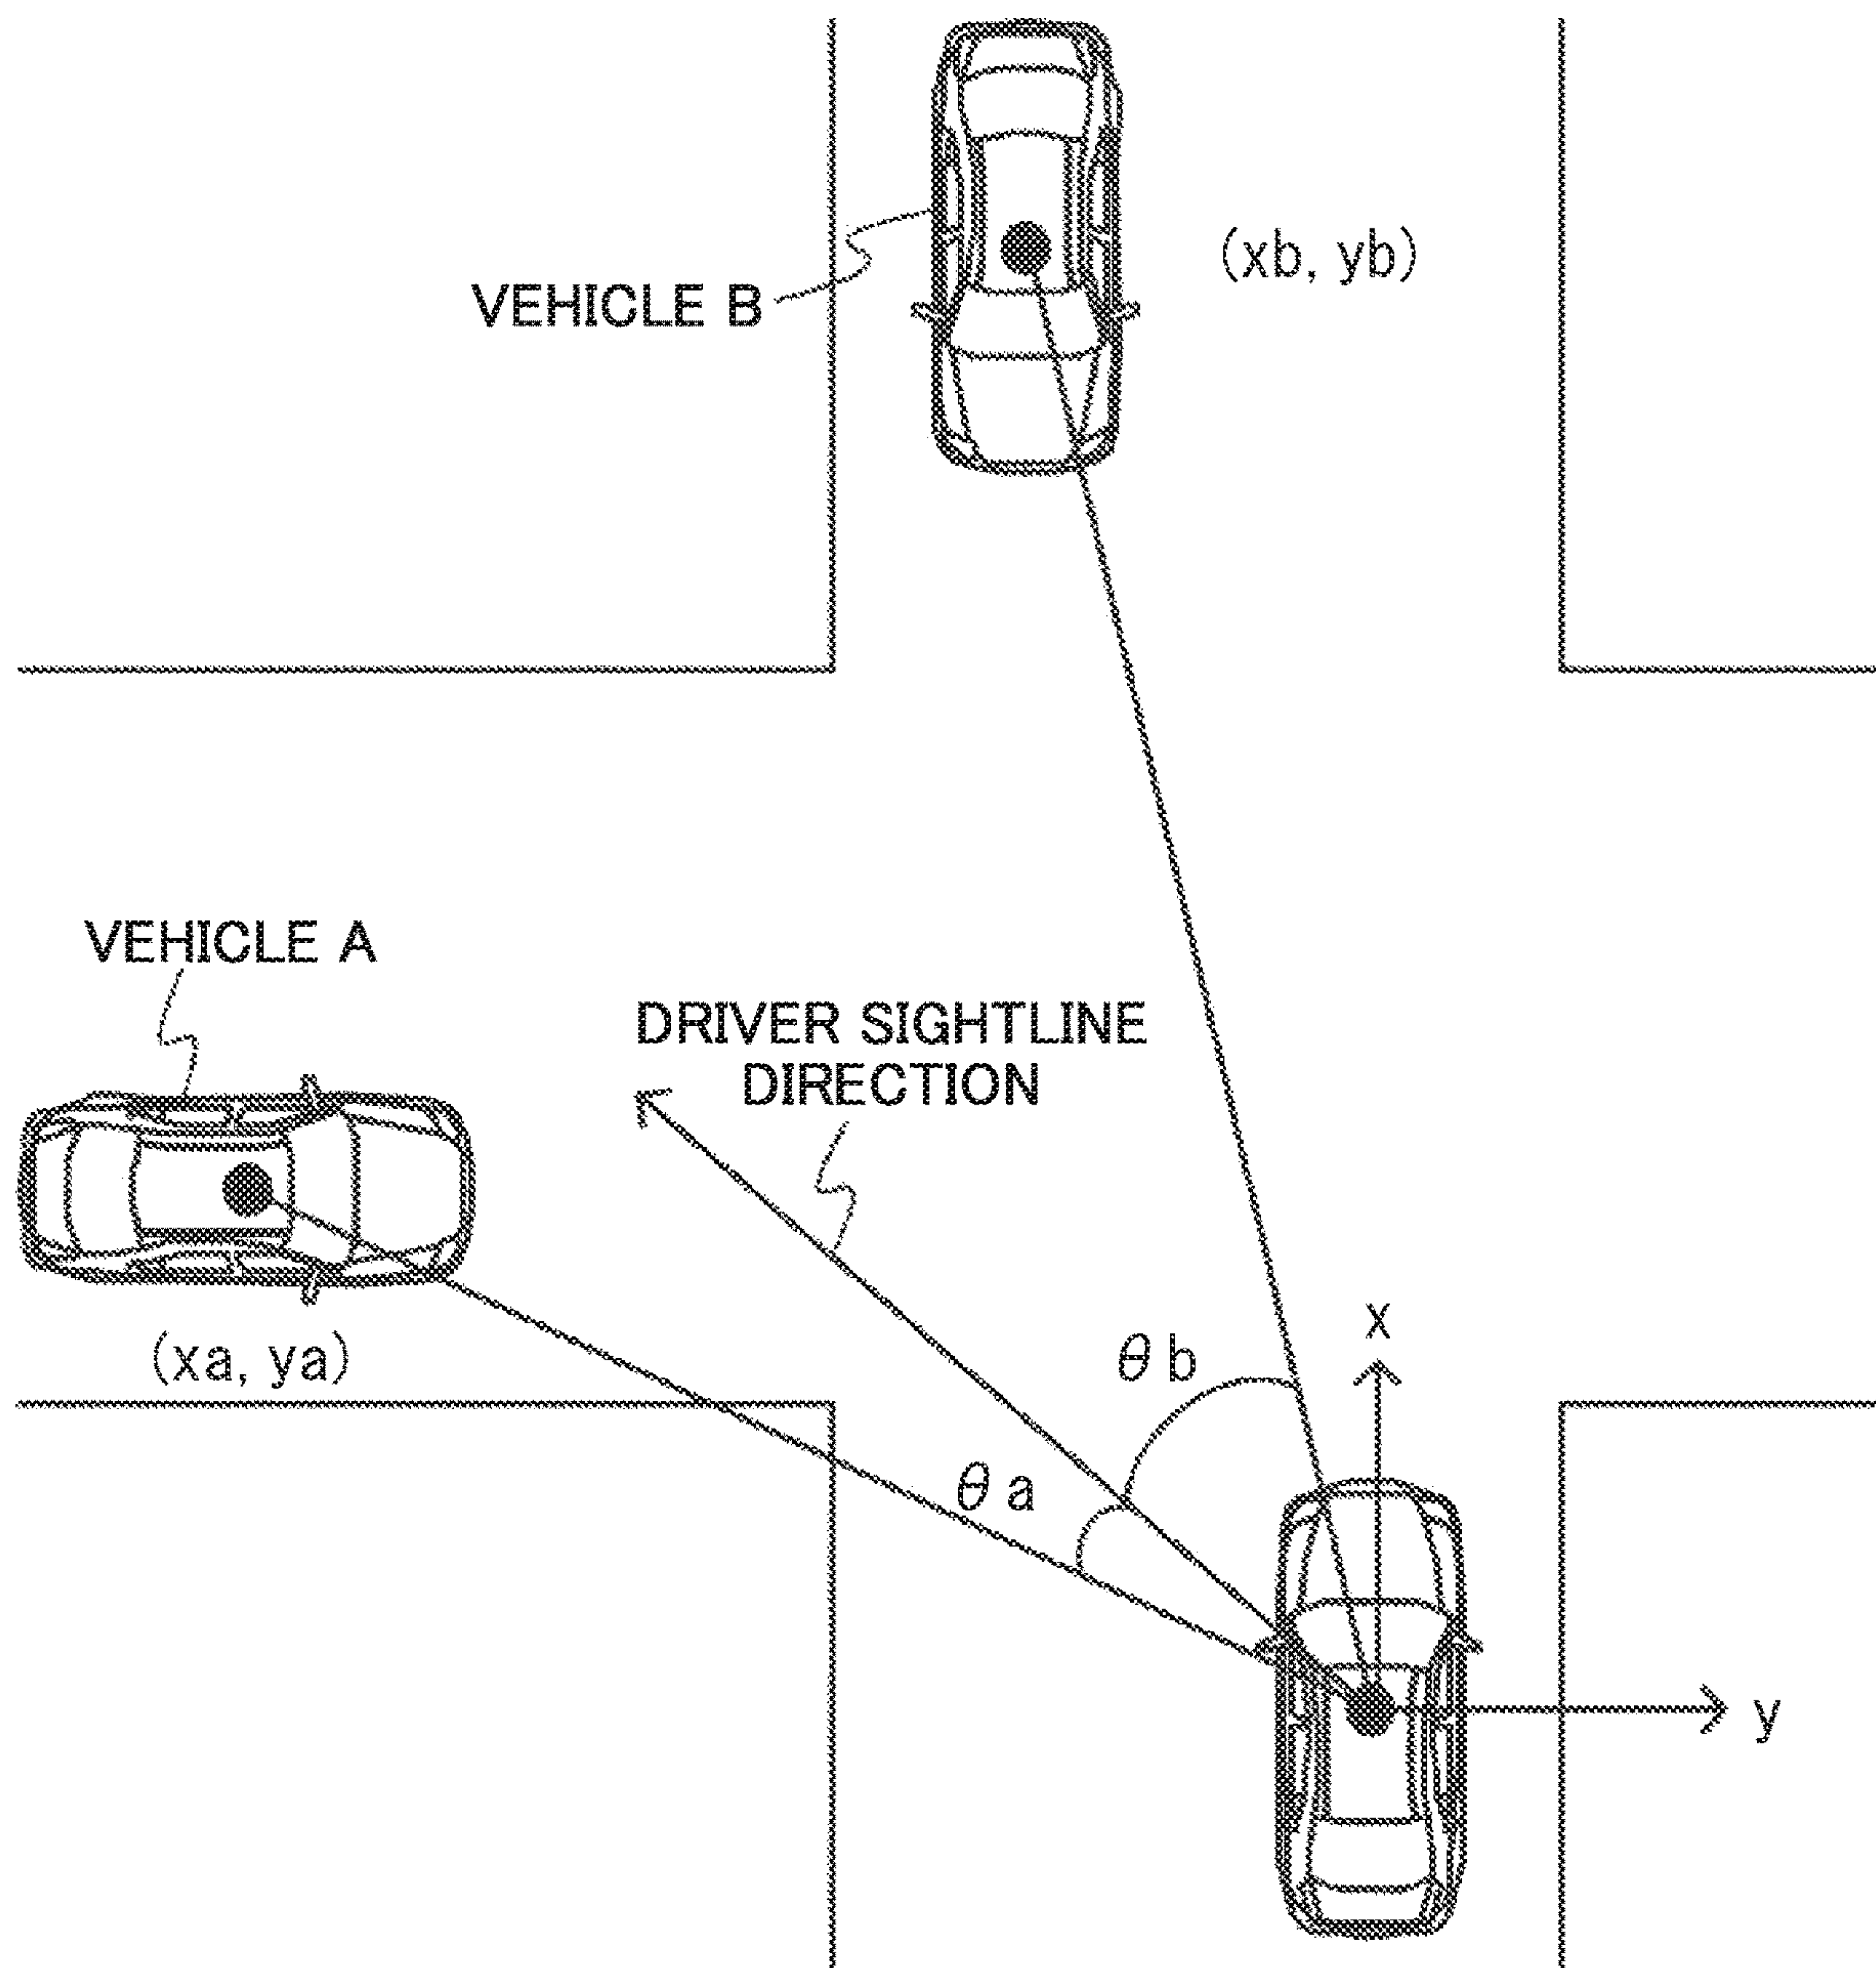 (xb, yb)
VEHICLE B
VEHICLE A
DRIVER SIGHTLINE
DIRECTION
x
(xa, ya)
θb
θa
y